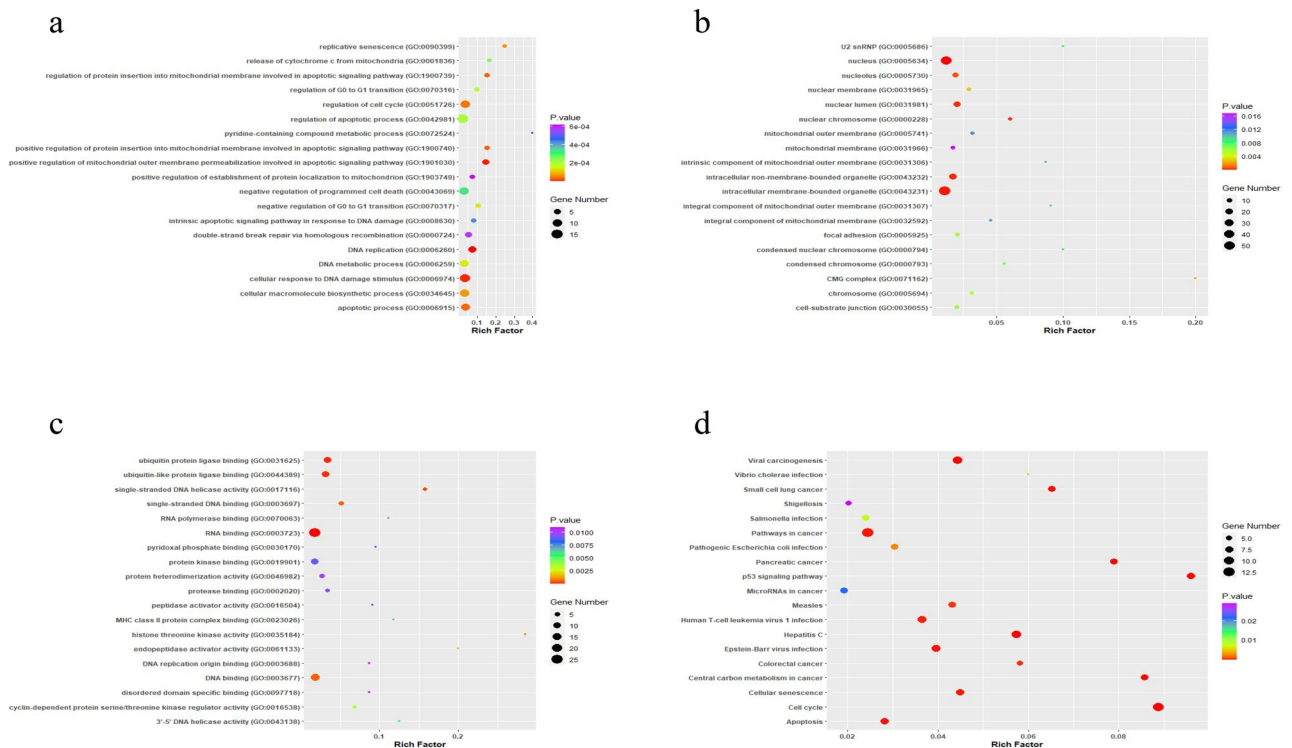 a
replicative senescence (GO:0090399)
release of cytochrome c from mitochondria (GO:0001836)
regulation of protein insertion into mitochondrial membrane involved in apoptotic signaling pathway (GO:1900739)
regulation of G0 to G1 transition (GO:0070316)
regulation of cell cycle (GO:0051726)
regulation of apoptotic process (GO:0042981)
pyridine-containing compound metabolic process (GO:0072524)
positive regulation of protein insertion into mitochondrial membrane involved in apoptotic signaling pathway (GO:1900740)
positive regulation of mitochondrial outer membrane permeabilization involved in apoptotic signaling pathway (GO:1901030)
positive regulation of establishment of protein localization to mitochondrion (GO:1903749)
negative regulation of programmed cell death (GO:0043069)
negative regulation of G0 to G1 transition (GO:0070317)
intrinsic apoptotic signaling pathway in response to DNA damage (GO:0008630)
double-strand break repair via homologous recombination (GO:0000724)
DNA replication (GO:0006260)
DNA metabolic process (GO:0006259)
cellular response to DNA damage stimulus (GO:0006974)
cellular macromolecule biosynthetic process (GO:0034645)
apoptotic process (GO:0006915)
0.1 0.2 0.3 0.4
Rich Factor
P.value
6e-04
4e-04
2e-04
Gene Number
5
10
15
b
U2 snRNP (GO:0005686)
nucleus (GO:0005634)
nucleolus (GO:0005730)
nuclear membrane (GO:0031965)
nuclear lumen (GO:0031981)
nuclear chromosome (GO:0000228)
mitochondrial outer membrane (GO:0005741)
mitochondrial membrane (GO:0031966)
intrinsic component of mitochondrial outer membrane (GO:0031306)
intracellular non-membrane-bounded organelle (GO:0043232)
intracellular membrane-bounded organelle (GO:0043231)
integral component of mitochondrial outer membrane (GO:0031307)
integral component of mitochondrial membrane (GO:0032592)
focal adhesion (GO:0005925)
condensed nuclear chromosome (GO:0000794)
condensed chromosome (GO:0000793)
CMG complex (GO:0071162)
chromosome (GO:0005694)
cell-substrate junction (GO:0030055)
0.05 0.10 0.15 0.20
Rich Factor
P.value
0.016
0.012
0.008
0.004
Gene Number
10
20
30
40
50
c
ubiquitin protein ligase binding (GO:0031625)
ubiquitin-like protein ligase binding (GO:0044389)
single-stranded DNA helicase activity (GO:0017116)
single-stranded DNA binding (GO:0003697)
RNA polymerase binding (GO:0070063)
RNA binding (GO:0003723)
pyridoxal phosphate binding (GO:0030170)
protein kinase binding (GO:0019901)
protein heterodimerization activity (GO:0046982)
protease binding (GO:0002020)
peptidase activator activity (GO:0016504)
MHC class II protein complex binding (GO:0023026)
histone threonine kinase activity (GO:0035184)
endopeptidase activator activity (GO:0061133)
DNA replication origin binding (GO:0003688)
DNA binding (GO:0003677)
disordered domain specific binding (GO:0097718)
cyclin-dependent protein serine/threonine kinase regulator activity (GO:0016538)
3'-5' DNA helicase activity (GO:0043138)
0.1 0.2
Rich Factor
P.value
0.0100
0.0075
0.0050
0.0025
Gene Number
5
10
15
20
25
d
Viral carcinogenesis
Vibrio cholerae infection
Small cell lung cancer
Shigellosis
Salmonella infection
Pathways in cancer
Pathogenic Escherichia coli infection
Pancreatic cancer
p53 signaling pathway
MicroRNAs in cancer
Measles
Human T-cell leukemia virus 1 infection
Hepatitis C
Epstein-Barr virus infection
Colorectal cancer
Central carbon metabolism in cancer
Cellular senescence
Cell cycle
Apoptosis
0.02 0.04 0.06 0.08
Rich Factor
Gene Number
5.0
7.5
10.0
12.5
P.value
0.02
0.01